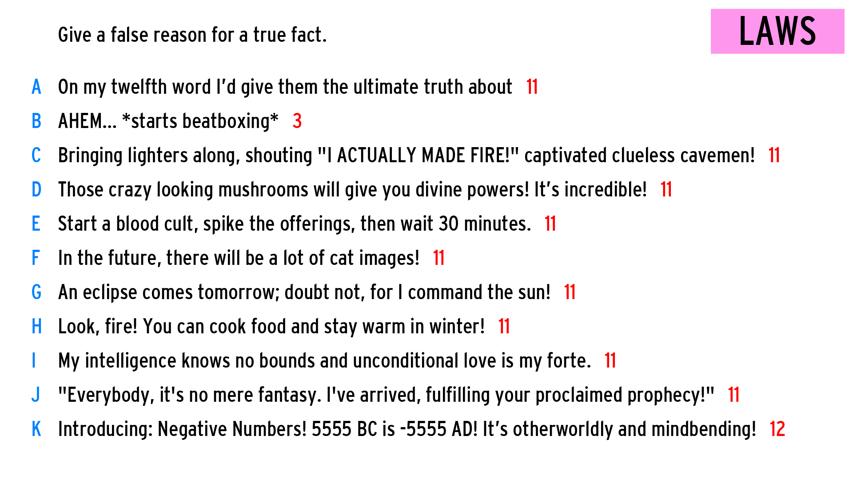 Give a false reason for a true fact.
LAWS
A On my twelfth word I'd give them the ultimate truth about 11
B AHEM... *starts beatboxing* 3
C Bringing lighters along, shouting "I ACTUALLY MADE FIRE!" captivated clueless cavemen! 11
D Those crazy looking mushrooms will give you divine powers! It's incredible! 11
E Start a blood cult, spike the offerings, then wait 30 minutes. 11
F In the future, there will be a lot of cat images! 11
G An eclipse comes tomorrow; doubt not, for I command the sun! 11
H Look, fire! You can cook food and stay warm in winter! 11
I My intelligence knows no bounds and unconditional love is my forte. 11
J "Everybody, it's no mere fantasy. I've arrived, fulfilling your proclaimed prophecy!" 11
K Introducing: Negative Numbers! 5555 BC is -5555 AD! It's otherworldly and mindbending! 12